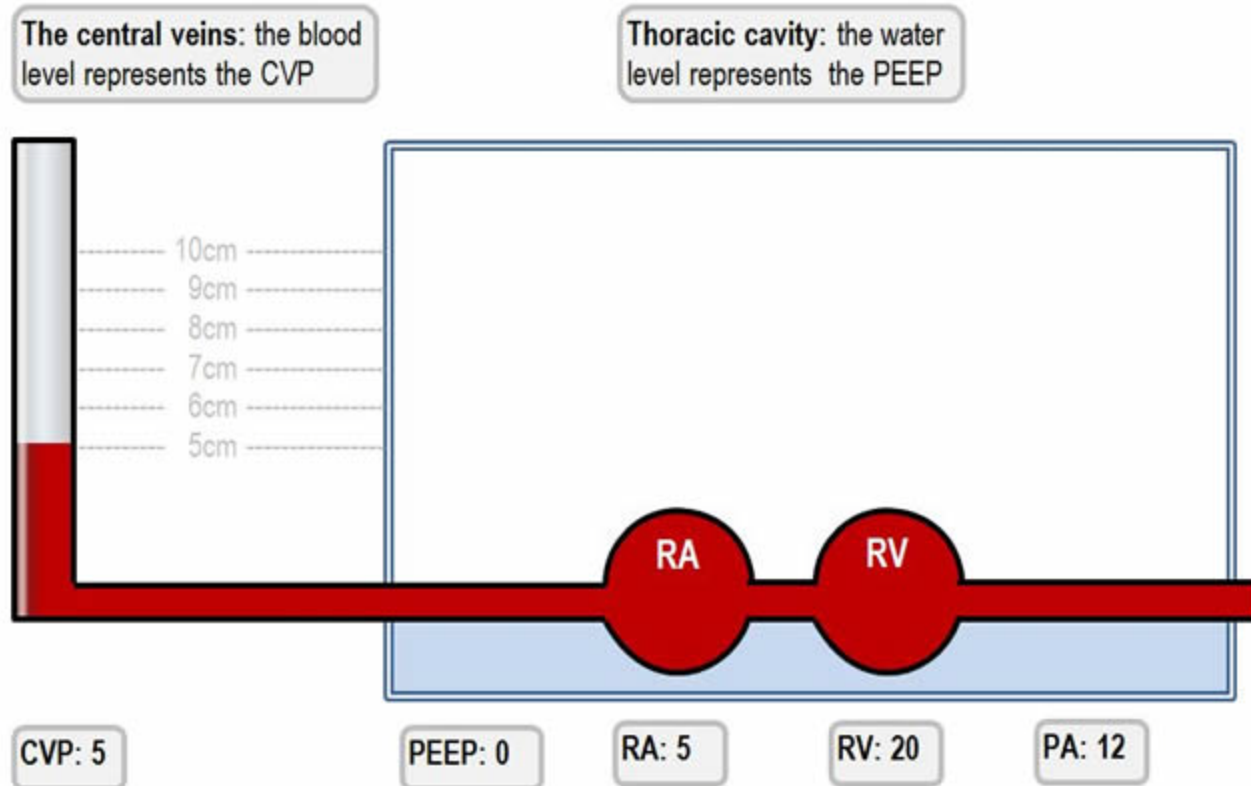 The central veins: the blood
level represents the CVP
Thoracic cavity: the water
level represents the PEEP
10cm
9cm
8cm
7cm
6cm
5cm
RA
RV
CVP: 5
PEEP: 0
RA: 5
RV: 20
PA: 12